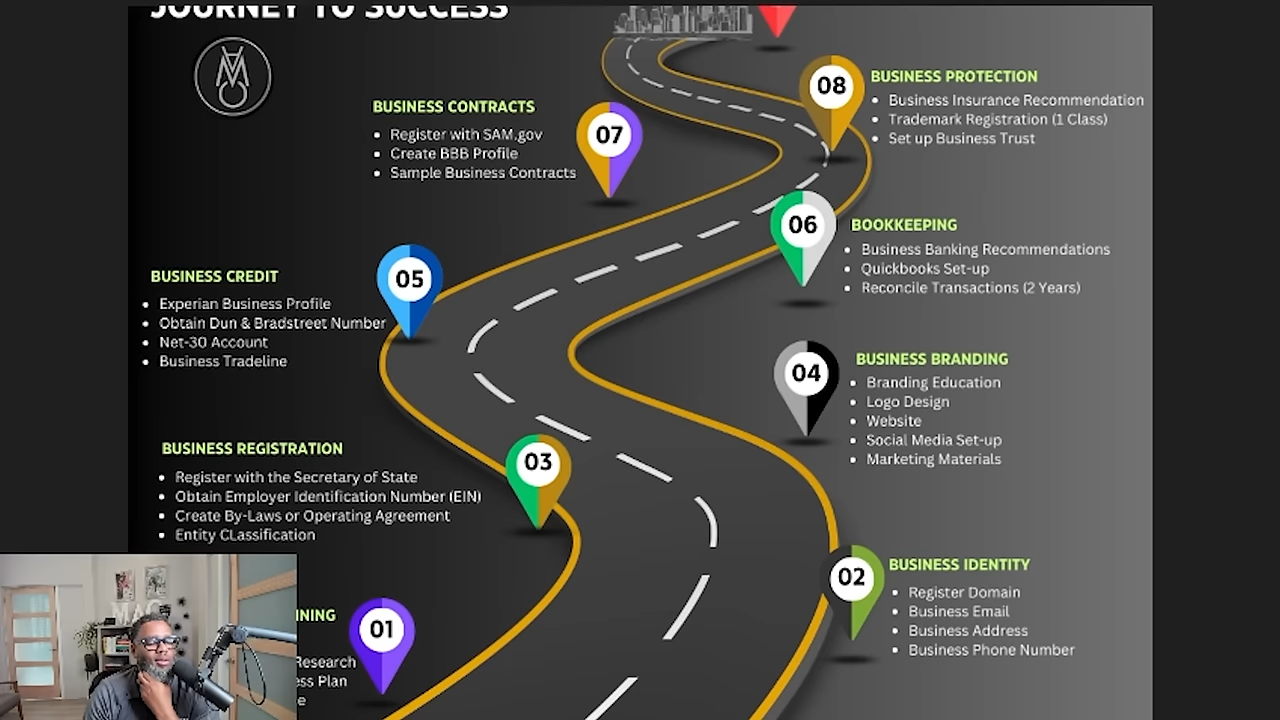 JOURNEY TO SUCCESS
08
BUSINESS PROTECTION
Business Insurance Recommendation
Trademark Registration (1 Class)
Set up Business Trust
BUSINESS CONTRACTS
Register with SAM.gov
Create BBB Profile
Sample Business Contracts
07
06
BOOKKEEPING
Business Banking Recommendations
Quickbooks Set-up
Reconcile Transactions (2 Years)
BUSINESS CREDIT
Experian Business Profile
Obtain Dun & Bradstreet Number
Net-30 Account
Business Tradeline
05
04
BUSINESS BRANDING
Branding Education
Logo Design
Website
Social Media Set-up
Marketing Materials
BUSINESS REGISTRATION
Register with the Secretary of State
Obtain Employer Identification Number (EIN)
Create By-Laws or Operating Agreement
Entity CLassification
03
02
BUSINESS IDENTITY
Register Domain
Business Email
Business Address
Business Phone Number
01
Research
Plan
MAC